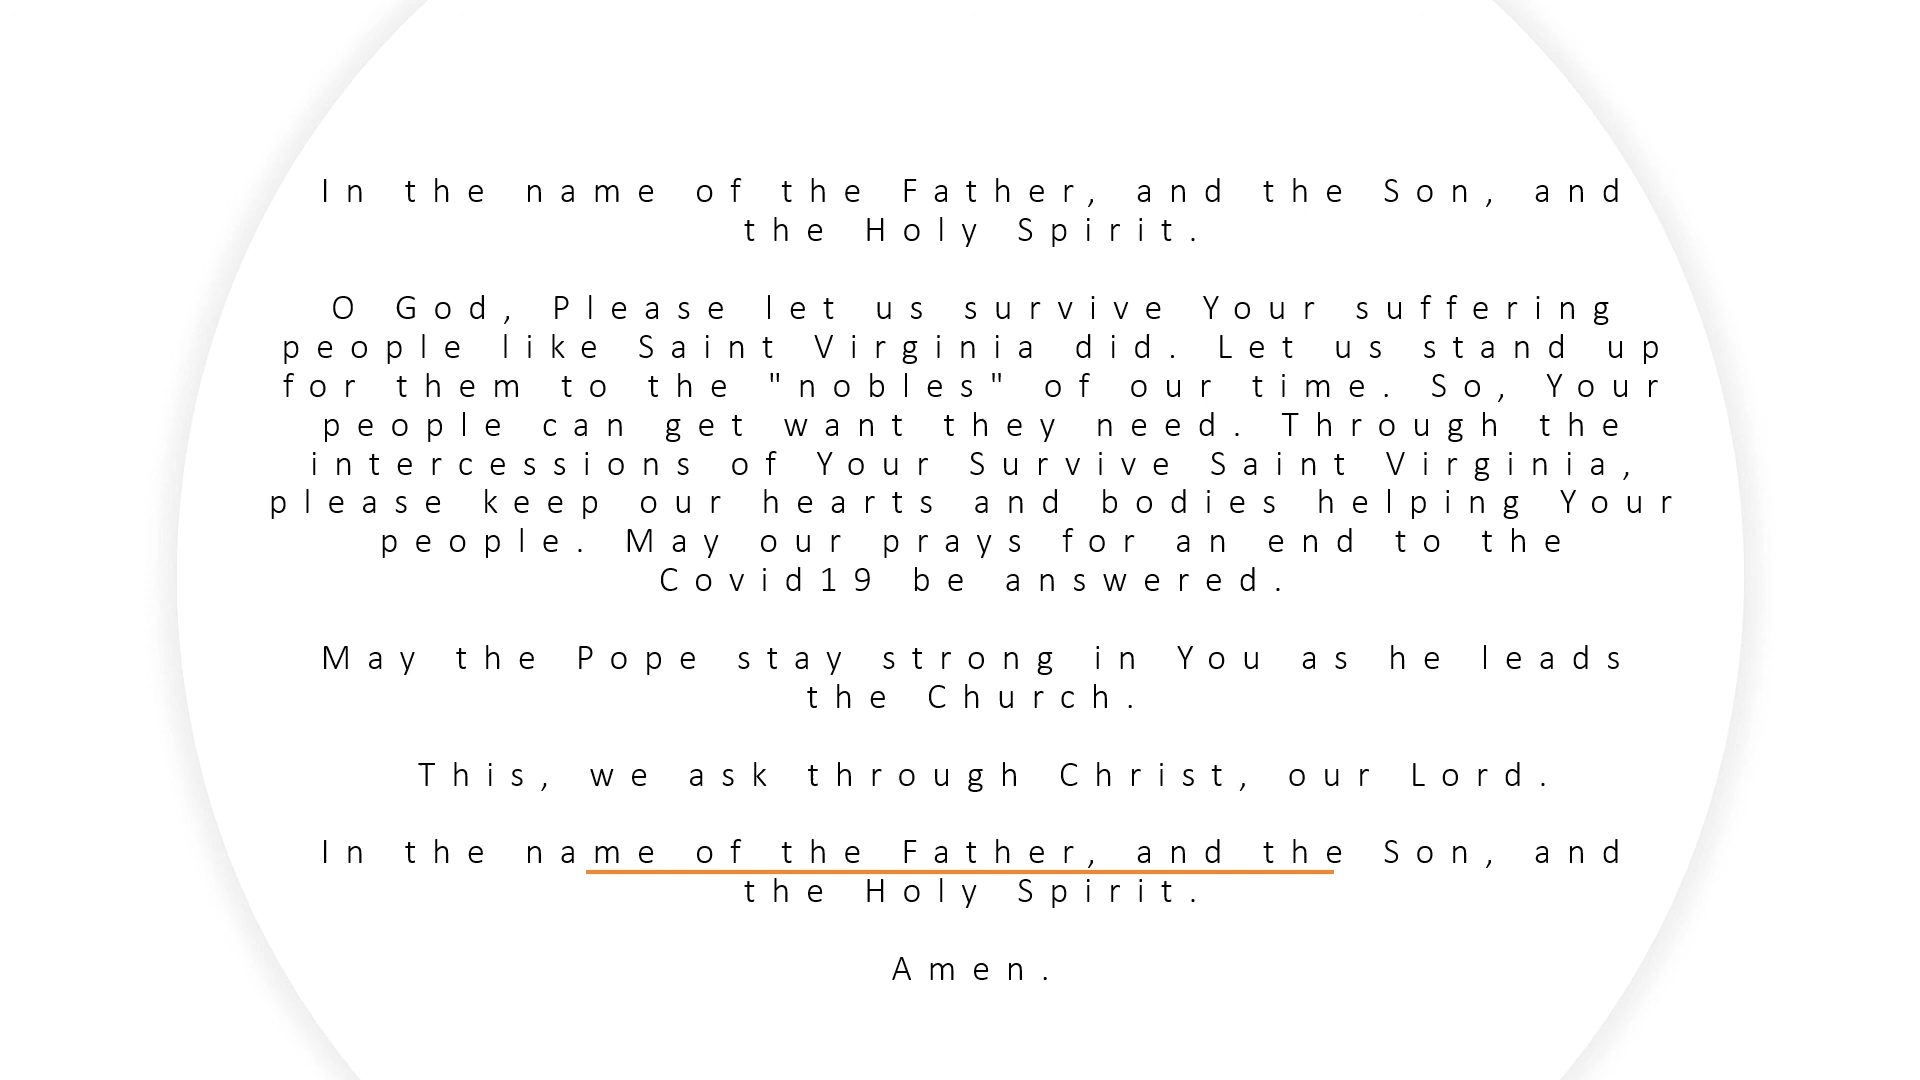 In the name of the Father, and the Son, and
the Holy Spirit.
O God, Please let us survive Your suffering
people like Saint Virginia did. Let us stand up
for them to the "nobles" of our time. So, Your
people can get want they need. Through the
intercessions of Your Survive Saint Virginia,
please keep our hearts and bodies helping Your
people. May our prays for an end to the
Covid19 be answered.
May the Pope stay strong in You as he leads
the Church.
This, we ask through Christ, our Lord.
In the name of the Father, and the Son, and
the Holy Spirit.
Amen.